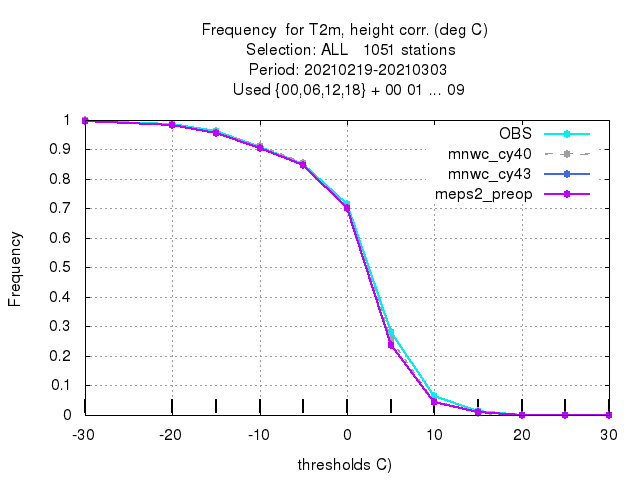 Frequency  for T2m, height corr. (deg C)
Selection: ALL   1051 stations
Period: 20210219-20210303
Used {00,06,12,18} + 00 01 ... 09
OBS
mnwc_cy40
mnwc_cy43
meps2_preop
1
0.9
0.8
0.7
0.6
0.5
0.4
0.3
0.2
0.1
0
Frequency
-30 -20 -10 0 10 20 30
thresholds C)